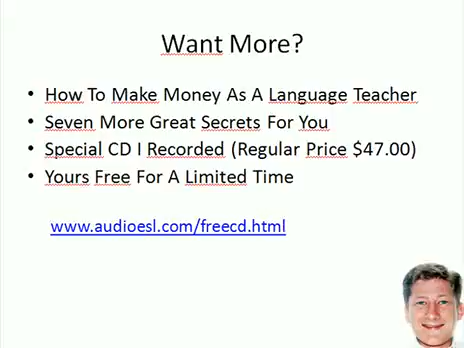 Want More?
• How To Make Money As A Language Teacher
• Seven More Great Secrets For You
• Special CD I Recorded (Regular Price $47.00)
• Yours Free For A Limited Time
www.audioesl.com/freecd.html